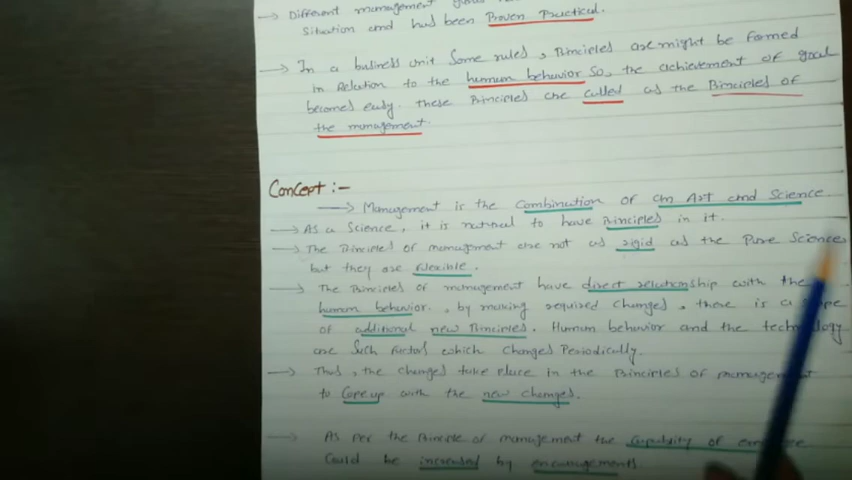 → Different management
Situation and had been Proven Practical.
→ In a business unit Some rules, Principles are might be formed
in Relation to the human behavior So, the achievement of goal
becomes easy. these Principles are called as the Principles of
the management.
Concept :-
→ Management is the Combination of an Art and Science
→ As a Science, it is natural to have Principles in it.
→ The Principles of management are not as rigid as the Pure Science,
but they are flexible.
→ The Principles of management have direct relationship with the
human behavior, by making required Changes, there is a
of additional new Principles. Human behavior and the technology
are Such factors which Changes Periodically.
→ Thus, the changes take place in the Principles of management
to Cope up with the new Changes.
→ As Per the Principle of management the of
Could be increased by encouragements.